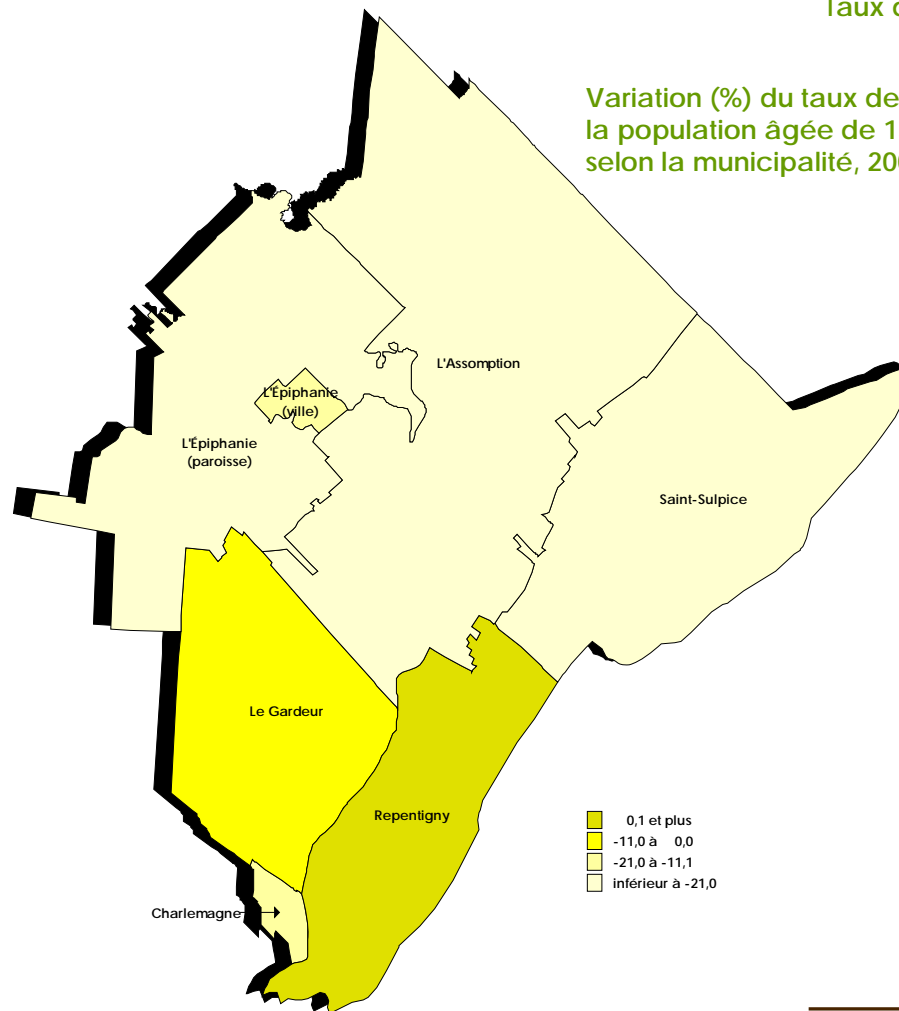 Taux d
Variation (%) du taux de
la population âgée de 1
selon la municipalité, 200
L'Assomption
L'Épiphanie
(ville)
L'Épiphanie
(paroisse)
Saint-Sulpice
Le Gardeur
Repentigny
0,1 et plus
-11,0 à 0,0
-21,0 à -11,1
inférieur à -21,0
Charlemagne